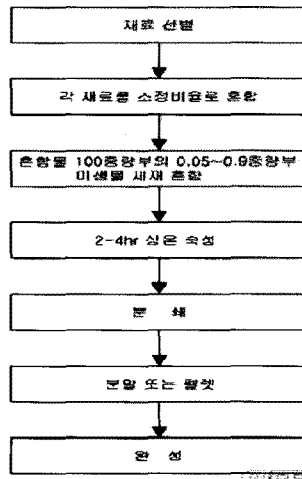 재료 선별
각 재료를 소정비율로 혼합
혼합물 100중량부의 0.05~0.9중량부
미생물 제재 혼합
2-4hr 상온 숙성
분 쇄
분말 또는 펠렛
완 성